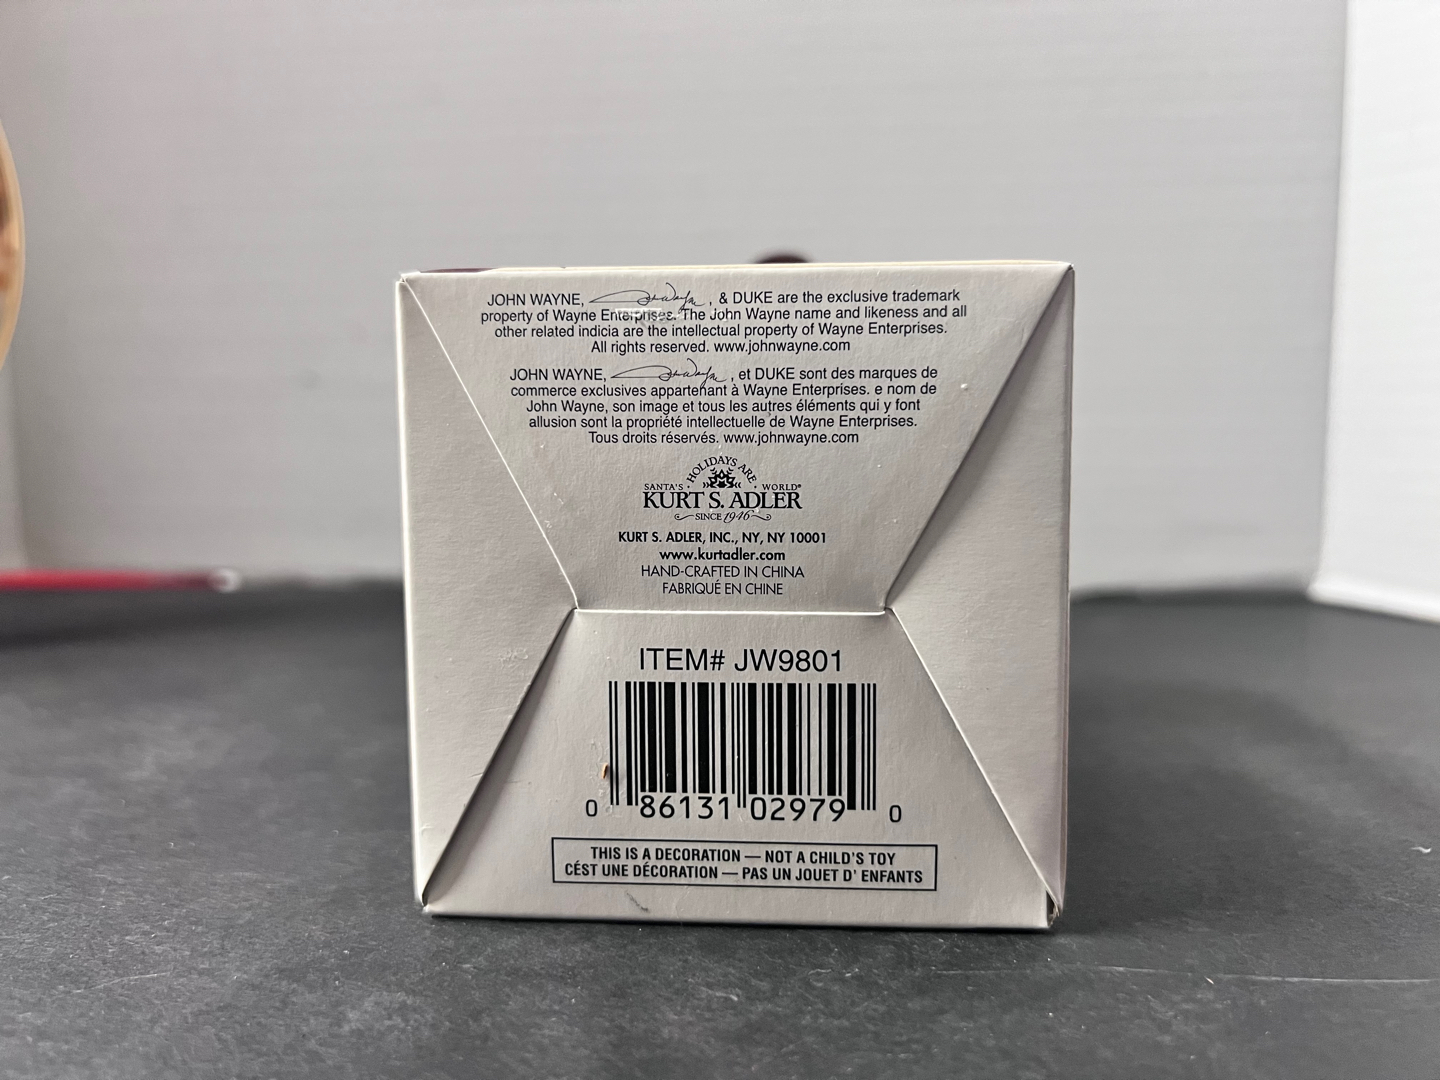 JOHN WAYNE, John Wayne, & DUKE are the exclusive trademark
property of Wayne Enterprises. The John Wayne name and likeness and all
other related indicia are the intellectual property of Wayne Enterprises.
All rights reserved. www.johnwayne.com
JOHN WAYNE, John Wayne, et DUKE sont des marques de
commerce exclusives appartenant à Wayne Enterprises. e nom de
John Wayne, son image et tous les autres éléments qui y font
allusion sont la propriété intellectuelle de Wayne Enterprises.
Tous droits réservés. www.johnwayne.com
HOLIDAYS ARE
SANTA'S WORLD®
KURT S. ADLER
SINCE 1946
KURT S. ADLER, INC., NY, NY 10001
www.kurtadler.com
HAND-CRAFTED IN CHINA
FABRIQUÉ EN CHINE
ITEM# JW9801
0 86131 02979 0
THIS IS A DECORATION — NOT A CHILD'S TOY
CÉST UNE DÉCORATION — PAS UN JOUET D' ENFANTS